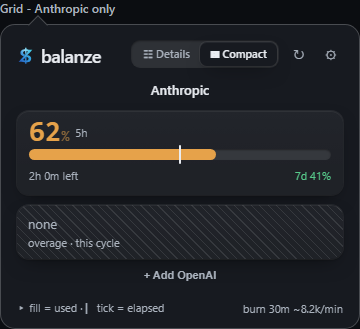 Grid - Anthropic only
$ balanze
☷ Details
Compact
↻ ⚙
Anthropic
62% 5h
2h 0m left
7d 41%
none
overage · this cycle
+ Add OpenAI
‣ fill = used · ▏ tick = elapsed
burn 30m ~8.2k/min